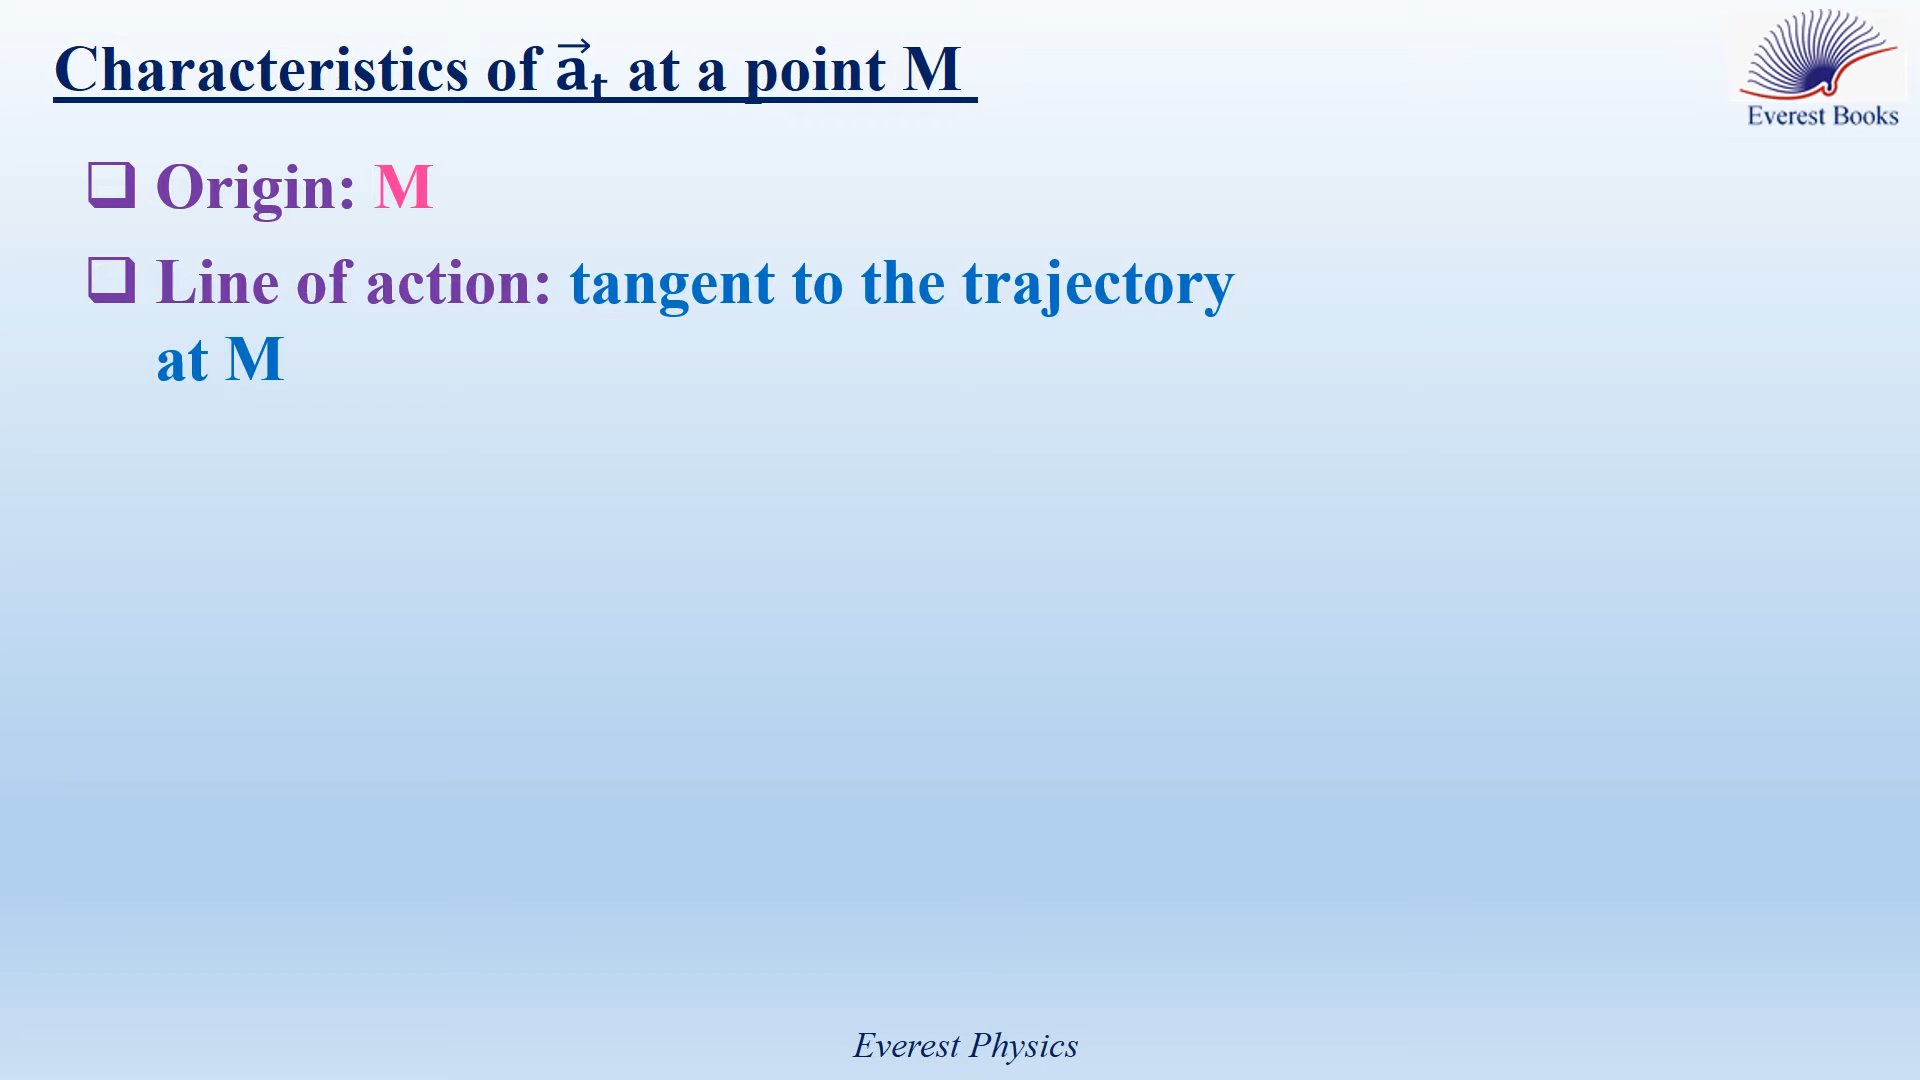 Characteristics of a⃗ₜ at a point M
Everest Books
❑ Origin: M
❑ Line of action: tangent to the trajectory
at M
Everest Physics